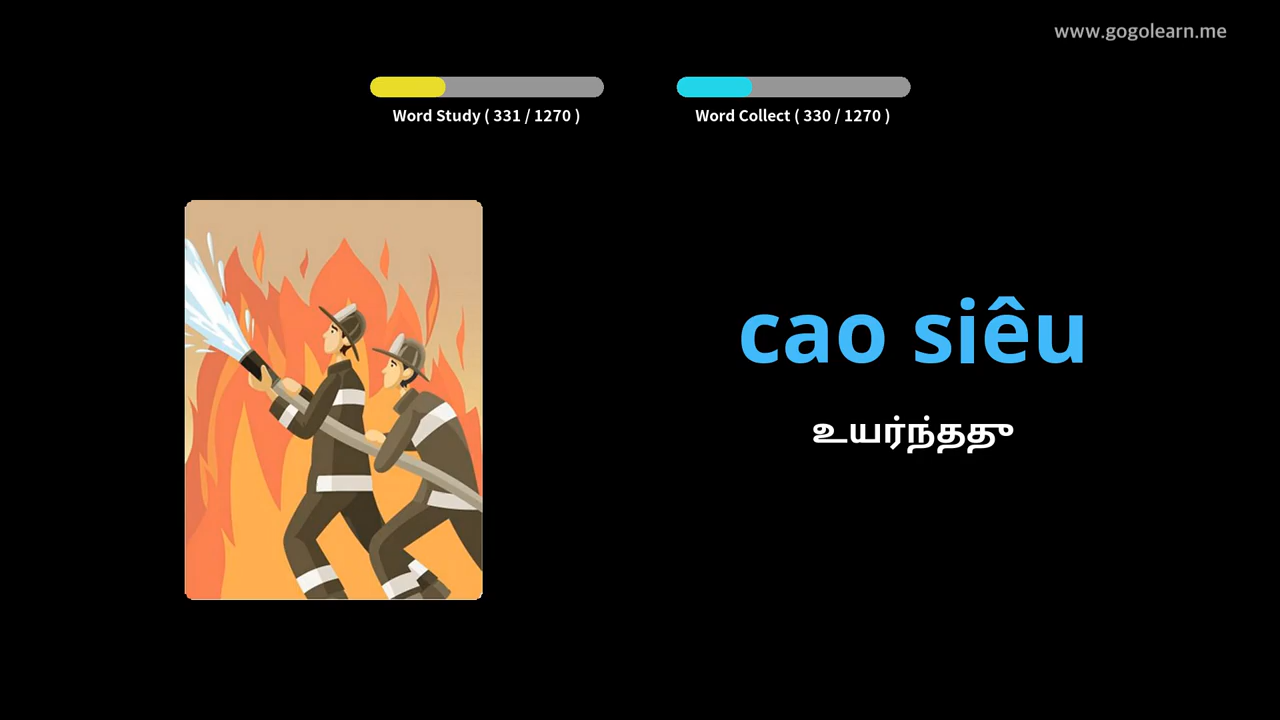 www.gogolearn.me
Word Study ( 331 / 1270 )
Word Collect ( 330 / 1270 )
cao siêu
உயர்ந்தது